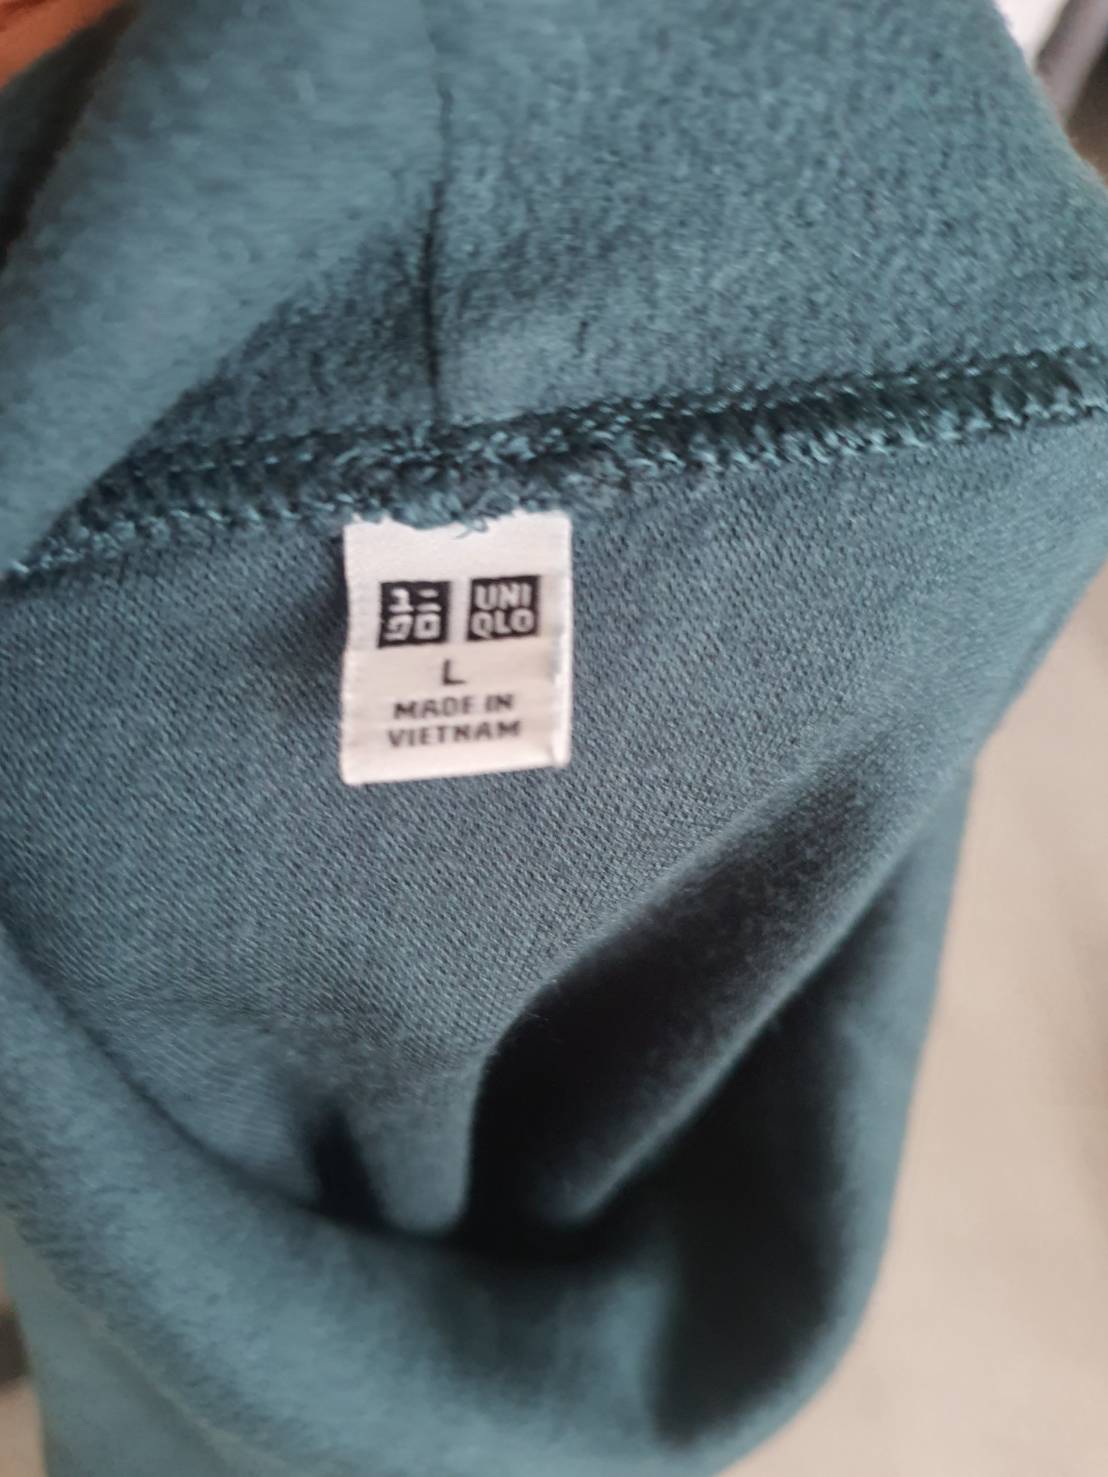 ユニ UNI
クロ QLO
L
MADE IN
VIETNAM